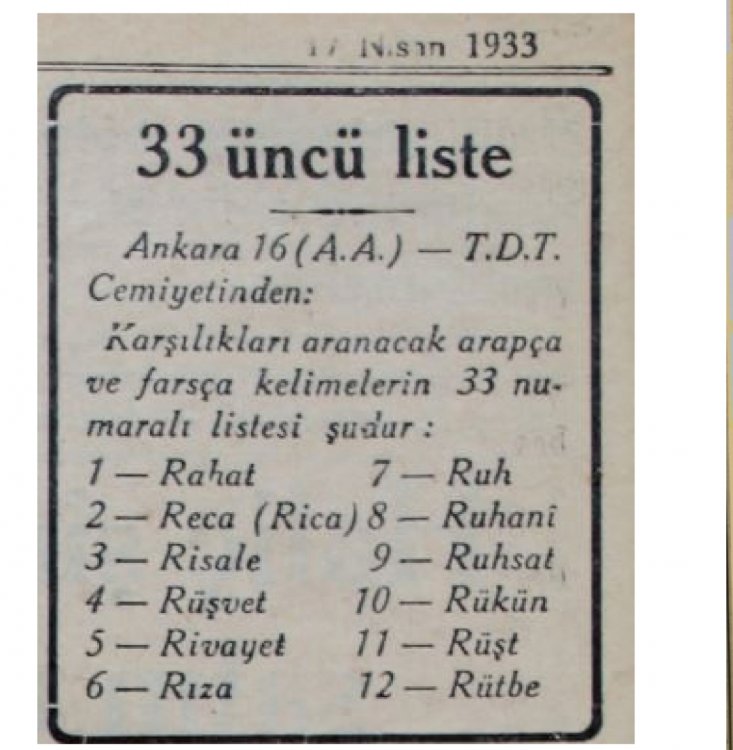 17 Nisan 1933
33 üncü liste
Ankara 16 (A.A.) — T.D.T.
Cemiyetinden:
Karşılıkları aranacak arapça
ve farsça kelimelerin 33 nu-
maralı listesi şudur :
1 — Rahat 7 — Ruh
2 — Reca (Rica) 8 — Ruhanî
3 — Risale 9 — Ruhsat
4 — Rüşvet 10 — Rükün
5 — Rivayet 11 — Rüşt
6 — Rıza 12 — Rütbe